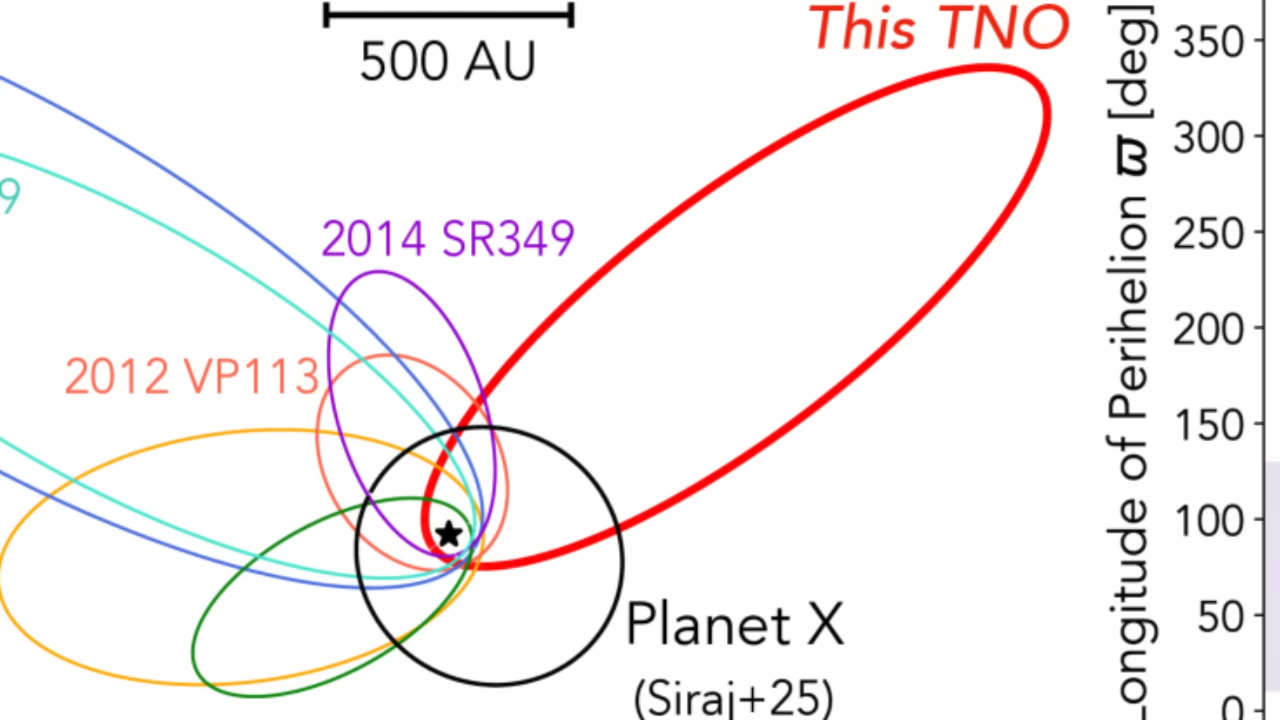 500 AU
This TNO
9
2014 SR349
2012 VP113
Planet X
(Siraj+25)
Longitude of Perihelion ϖ [deg]
350
300
250
200
150
100
50
0